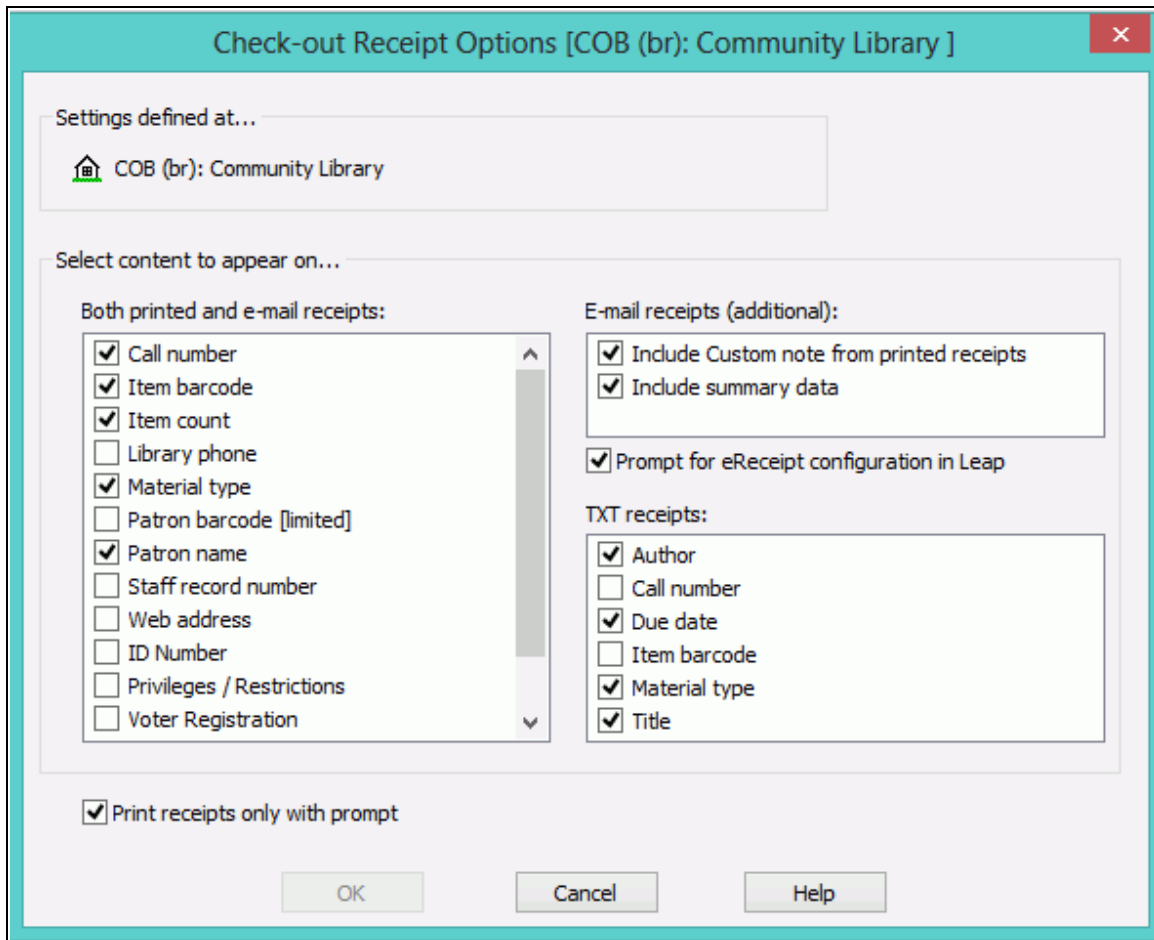 Check-out Receipt Options [COB (br): Community Library ]
Settings defined at...
COB (br): Community Library
Select content to appear on...
Both printed and e-mail receipts:
Call number
Item barcode
Item count
Library phone
Material type
Patron barcode [limited]
Patron name
Staff record number
Web address
ID Number
Privileges / Restrictions
Voter Registration
E-mail receipts (additional):
Include Custom note from printed receipts
Include summary data
Prompt for eReceipt configuration in Leap
TXT receipts:
Author
Call number
Due date
Item barcode
Material type
Title
Print receipts only with prompt
OK
Cancel
Help